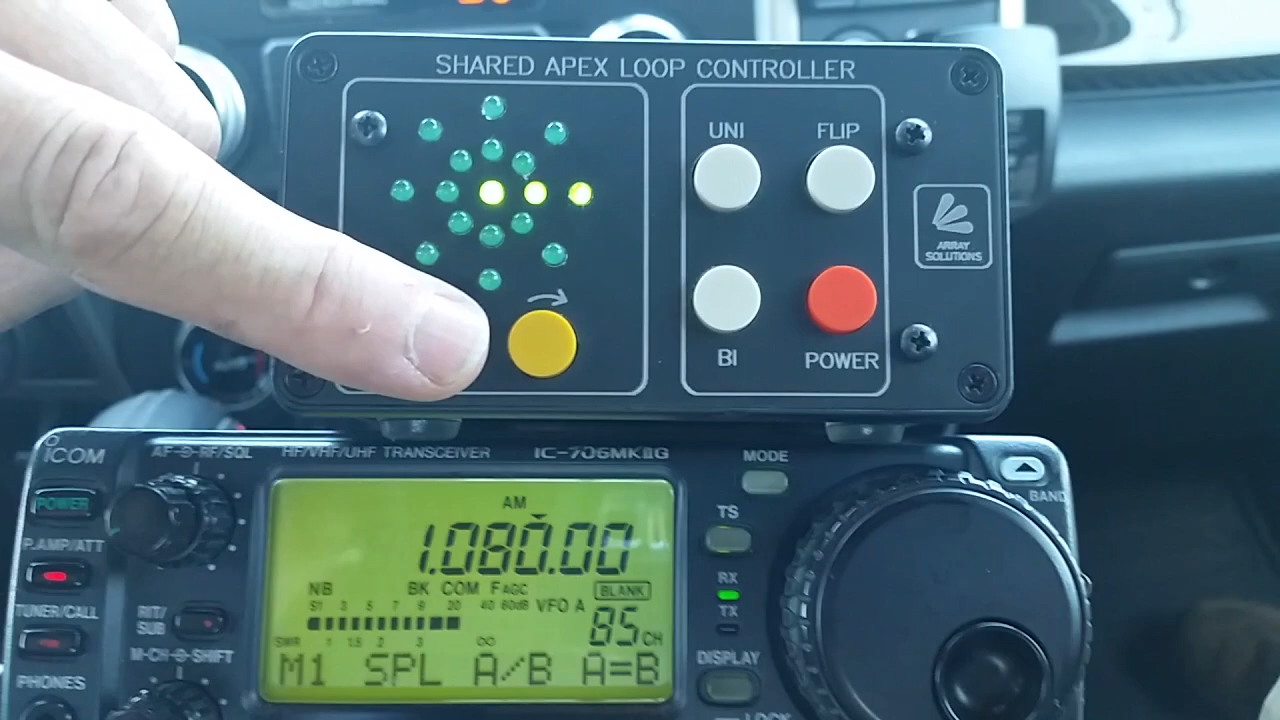 SHARED APEX LOOP CONTROLLER
UNI FLIP
ARRAY
SOLUTIONS
BI POWER
ICOM AF RF/SQL HF/VHF/UHF TRANSCEIVER IC-706MKIIG MODE
BAND
POWER
AM
TS
P.AMP/ATT
1.080.00
NB BK COM FAGC BLANK
RX
S1 3 5 7 9 20 40 60dB VFO A
TUNER/CALL
RIT/
SUB
85CH
TX
SWR 1 1.5 2 3 ∞
M-CH SHIFT
M1 SPL A/B A=B
DISPLAY
PHONES
LOCK